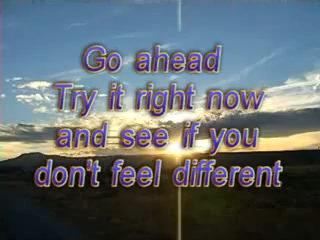 Go ahead
Try it right now
and see if you
don't feel different